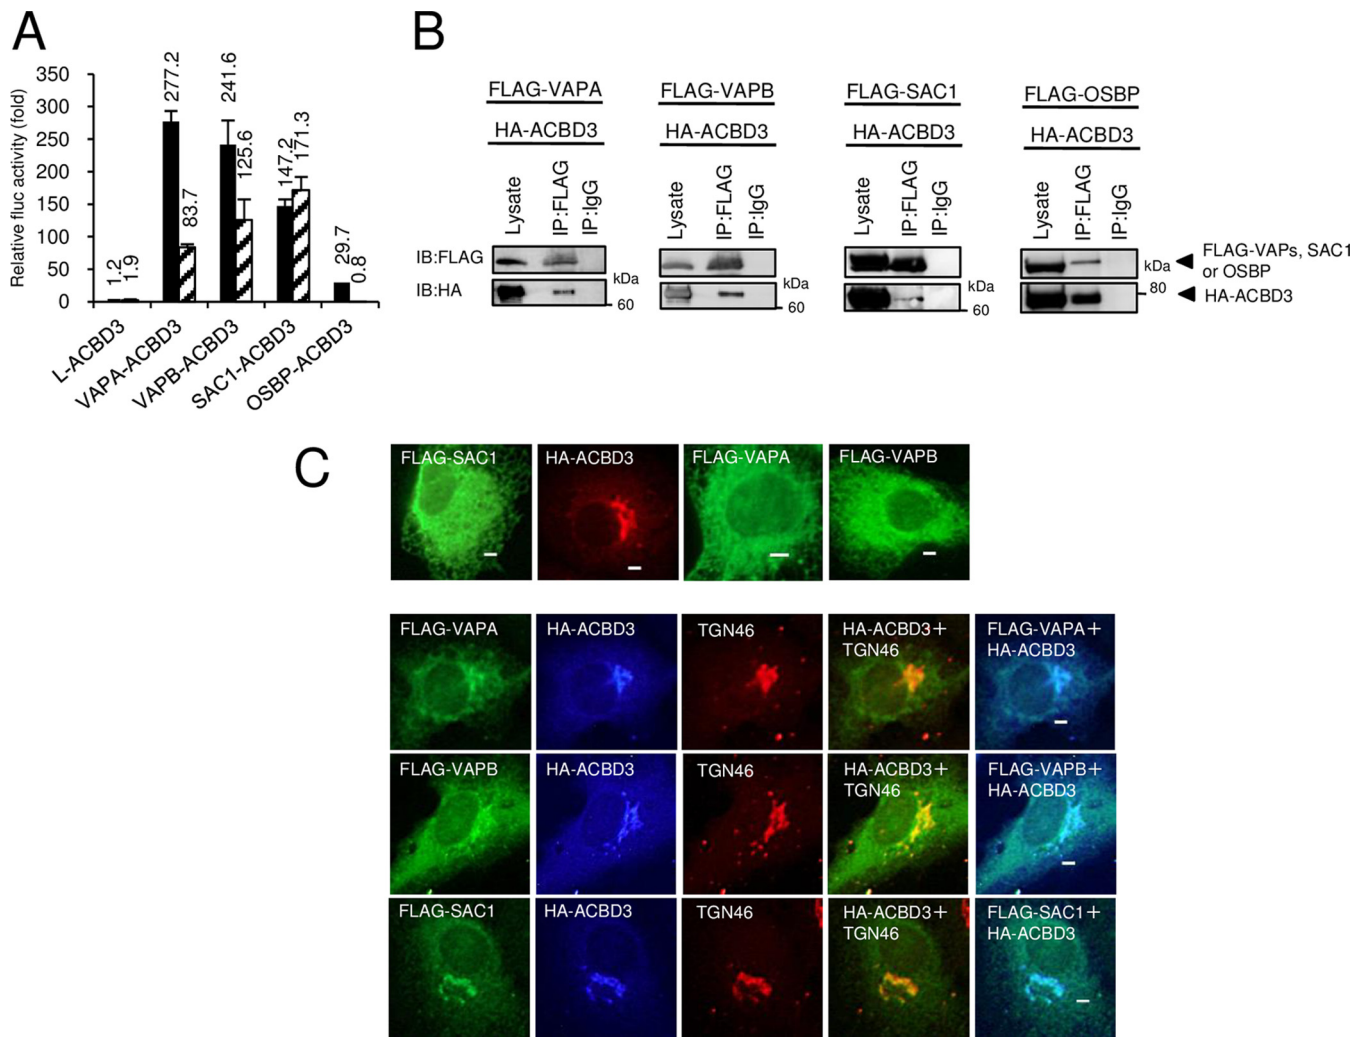 A
Relative fluc activity (fold)
350
300
250
200
150
100
50
0
1.2
1.9
277.2
83.7
241.6
125.6
147.2
171.3
29.7
0.8
L-ACBD3
VAPA-ACBD3
VAPB-ACBD3
SAC1-ACBD3
OSBP-ACBD3
B
FLAG-VAPA
HA-ACBD3
Lysate
IP:FLAG
IP:IgG
FLAG-VAPB
HA-ACBD3
Lysate
IP:FLAG
IP:IgG
FLAG-SAC1
HA-ACBD3
Lysate
IP:FLAG
IP:IgG
FLAG-OSBP
HA-ACBD3
Lysate
IP:FLAG
IP:IgG
IB:FLAG
IB:HA
kDa
60
kDa
60
kDa
60
kDa
80
FLAG-VAPs, SAC1
or OSBP
HA-ACBD3
C
FLAG-SAC1
HA-ACBD3
FLAG-VAPA
FLAG-VAPB
FLAG-VAPA
HA-ACBD3
TGN46
HA-ACBD3+
TGN46
FLAG-VAPA+
HA-ACBD3
FLAG-VAPB
HA-ACBD3
TGN46
HA-ACBD3+
TGN46
FLAG-VAPB+
HA-ACBD3
FLAG-SAC1
HA-ACBD3
TGN46
HA-ACBD3+
TGN46
FLAG-SAC1+
HA-ACBD3